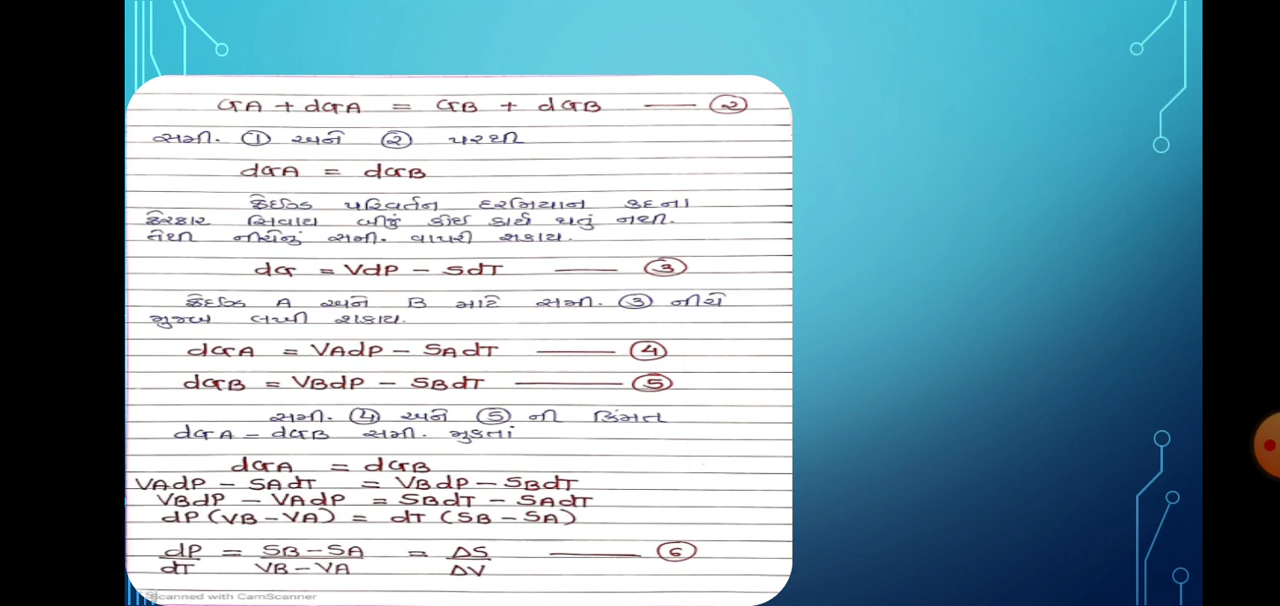 GA + dGA = GB + dGB —— ②
સમી. ① અને ② પરથી
dGA = dGB
ફેઈઝ પરિવર્તન દરમિયાન કદના
ફેરફાર સિવાય બીજું કોઈ કાર્ય થતું નથી.
તેથી નીચેનું સમી. વાપરી શકાય.
dG = VdP – SdT —— ③
ફેઈઝ A અને B માટે સમી. ③ નીચે
મુજબ લખી શકાય.
dGA = VAdP – SAdT —— ④
dGB = VBdP – SBdT —— ⑤
સમી. ④ અને ⑤ ની કિંમત
dGA = dGB સમી. મુકતાં
dGA = dGB
VAdP – SAdT = VBdP – SBdT
VBdP – VAdP = SBdT – SAdT
dP (VB – VA) = dT (SB – SA)
dP/dT = SB – SA/VB – VA = ΔS/ΔV —— ⑥
Scanned with CamScanner